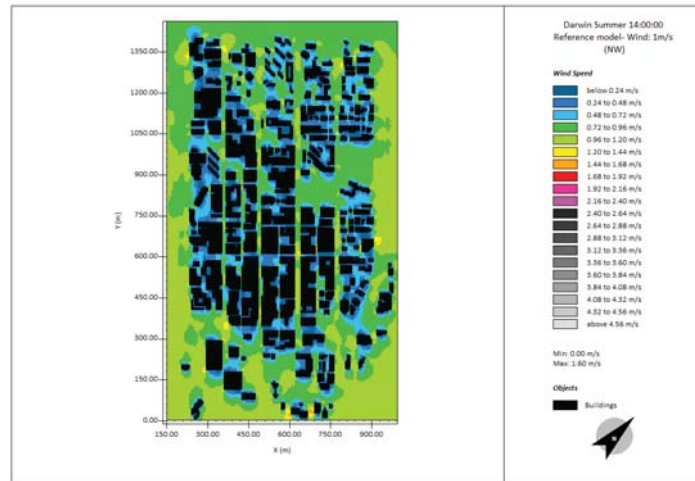 Darwin Summer 14:00:00
Reference model- Wind: 1m/s
(NW)
Wind Speed
below 0.24 m/s
0.24 to 0.48 m/s
0.48 to 0.72 m/s
0.72 to 0.96 m/s
0.96 to 1.20 m/s
1.20 to 1.44 m/s
1.44 to 1.68 m/s
1.68 to 1.92 m/s
1.92 to 2.16 m/s
2.16 to 2.40 m/s
2.40 to 2.64 m/s
2.64 to 2.88 m/s
2.88 to 3.12 m/s
3.12 to 3.36 m/s
3.36 to 3.60 m/s
3.60 to 3.84 m/s
3.84 to 4.08 m/s
4.08 to 4.32 m/s
4.32 to 4.56 m/s
above 4.56 m/s
Min: 0.00 m/s
Max: 1.60 m/s
Objects
Buildings
N
Y (m)
1350.00
1200.00
1050.00
900.00
750.00
600.00
450.00
300.00
150.00
0.00
150.00 300.00 450.00 600.00 750.00 900.00
X (m)